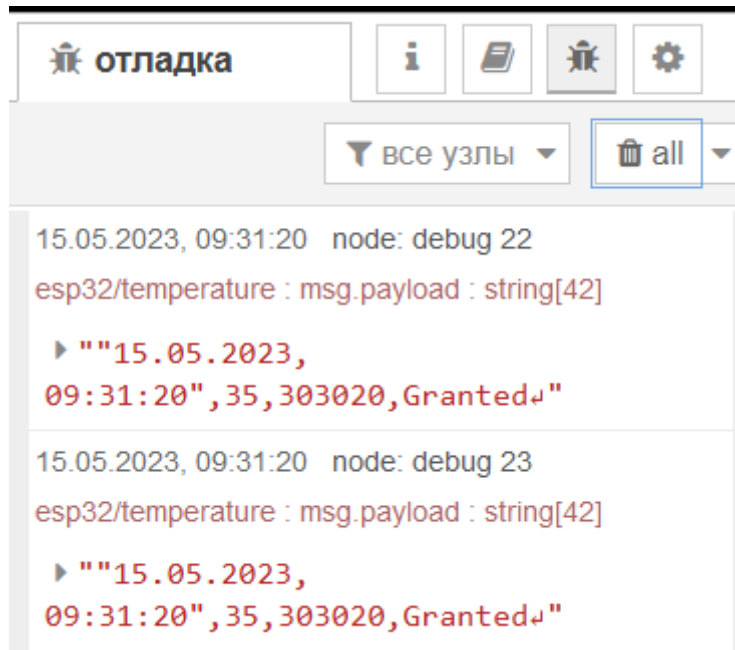 отладка
i
все узлы
all
15.05.2023, 09:31:20 node: debug 22
esp32/temperature : msg.payload : string[42]
""15.05.2023,
09:31:20",35,303020,Granted↵"
15.05.2023, 09:31:20 node: debug 23
esp32/temperature : msg.payload : string[42]
""15.05.2023,
09:31:20",35,303020,Granted↵"